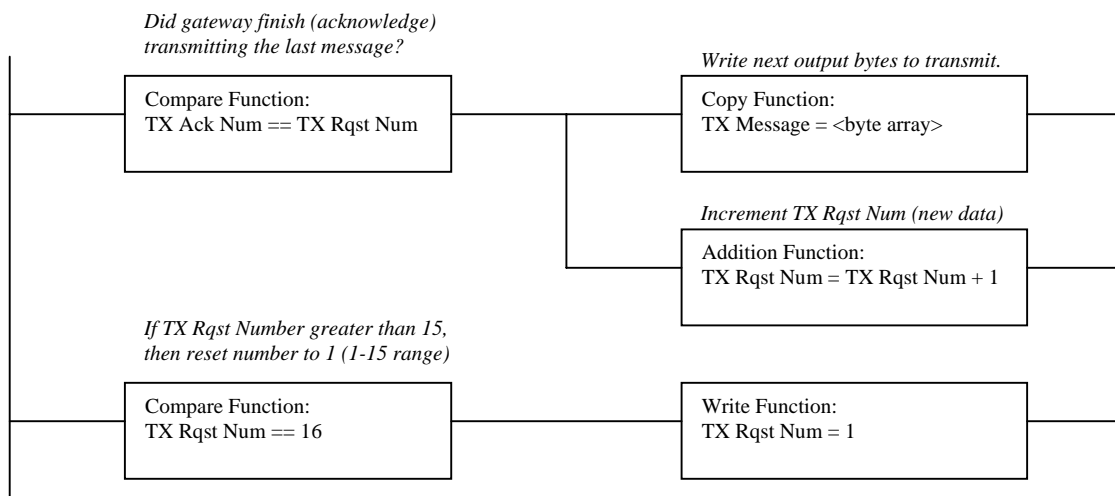 Did gateway finish (acknowledge)
transmitting the last message?
Write next output bytes to transmit.
Compare Function:
TX Ack Num == TX Rqst Num
Copy Function:
TX Message = <byte array>
Increment TX Rqst Num (new data)
Addition Function:
TX Rqst Num = TX Rqst Num + 1
If TX Rqst Number greater than 15,
then reset number to 1 (1-15 range)
Compare Function:
TX Rqst Num == 16
Write Function:
TX Rqst Num = 1